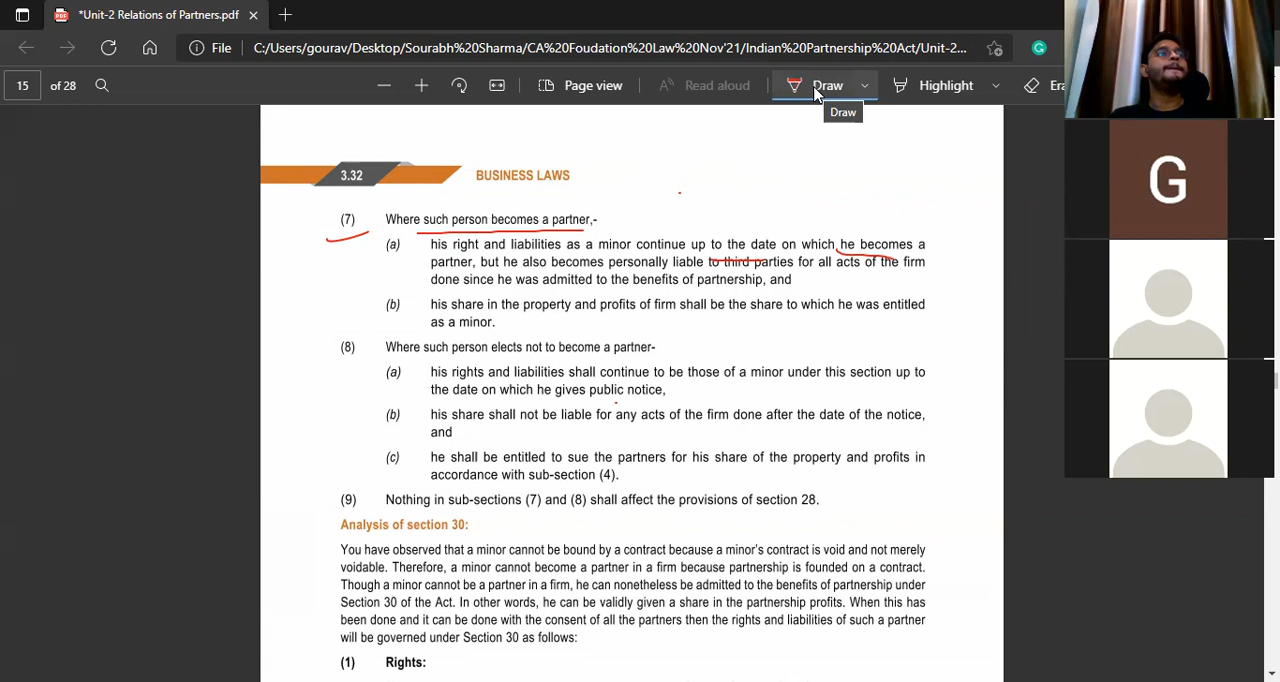 *Unit-2 Relations of Partners.pdf
File C:/Users/gourav/Desktop/Sourabh%20Sharma/CA%20Foudation%20Law%20Nov'21/Indian%20Partnership%20Act/Unit-2...
15 of 28 Page view Read aloud Draw Highlight Era
Draw
3.32 BUSINESS LAWS
(7) Where such person becomes a partner,-
(a) his right and liabilities as a minor continue up to the date on which he becomes a
partner, but he also becomes personally liable to third parties for all acts of the firm
done since he was admitted to the benefits of partnership, and
(b) his share in the property and profits of firm shall be the share to which he was entitled
as a minor.
(8) Where such person elects not to become a partner-
(a) his rights and liabilities shall continue to be those of a minor under this section up to
the date on which he gives public notice,
(b) his share shall not be liable for any acts of the firm done after the date of the notice,
and
(c) he shall be entitled to sue the partners for his share of the property and profits in
accordance with sub-section (4).
(9) Nothing in sub-sections (7) and (8) shall affect the provisions of section 28.
Analysis of section 30:
You have observed that a minor cannot be bound by a contract because a minor's contract is void and not merely
voidable. Therefore, a minor cannot become a partner in a firm because partnership is founded on a contract.
Though a minor cannot be a partner in a firm, he can nonetheless be admitted to the benefits of partnership under
Section 30 of the Act. In other words, he can be validly given a share in the partnership profits. When this has
been done and it can be done with the consent of all the partners then the rights and liabilities of such a partner
will be governed under Section 30 as follows:
(1) Rights:
G